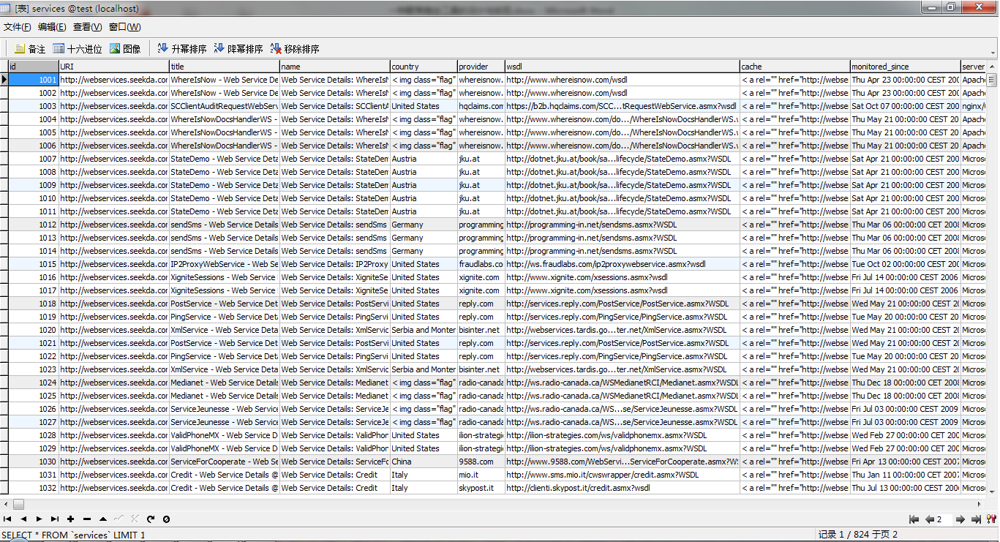 [表] services @test (localhost)
文件(F) 编辑(E) 查看(V) 窗口(W)
备注 十六进位 图像 升幂排序 降幂排序 移除排序
id URI title name country provider wsdl cache monitored_since server
1001 http://webservices.seekda.con WhereIsNow - Web Service De Web Service Details: WhereIsN < img class="flag" whereisnow. http://www.whereisnow.com/wsdl < a rel="" href="http://webse Thu Apr 23 00:00:00 CEST 200 Apache
1002 http://webservices.seekda.con WhereIsNow - Web Service De Web Service Details: WhereIsN < img class="flag" whereisnow. http://www.whereisnow.com/wsdl < a rel="" href="http://webse Thu Apr 23 00:00:00 CEST 200 Apache
1003 http://webservices.seekda.con SCClientAuditRequestWebServ Web Service Details: SCClientA United States hqclaims.com https://b2b.hqclaims.com/SCC...tRequestWebService.asmx?wsdl < a rel="" href="http://webse Sat Oct 07 00:00:00 CEST 200 nginx/
1004 http://webservices.seekda.con WhereIsNowDocsHandlerWS - Web Service Details: WhereIsN < img class="flag" whereisnow. http://www.whereisnow.com/do.../WhereIsNowDocsHandlerWS.v < a rel="" href="http://webse Thu May 21 00:00:00 CEST 200 Apache
1005 http://webservices.seekda.con WhereIsNowDocsHandlerWS - Web Service Details: WhereIsN < img class="flag" whereisnow. http://www.whereisnow.com/do.../WhereIsNowDocsHandlerWS.v < a rel="" href="http://webse Thu May 21 00:00:00 CEST 200 Apache
1006 http://webservices.seekda.con WhereIsNowDocsHandlerWS - Web Service Details: WhereIsN < img class="flag" whereisnow. http://www.whereisnow.com/do.../WhereIsNowDocsHandlerWS.v < a rel="" href="http://webse Thu May 21 00:00:00 CEST 200 Apache
1007 http://webservices.seekda.con StateDemo - Web Service Deta Web Service Details: StateDem Austria jku.at http://dotnet.jku.at/book/sa...lifecycle/StateDemo.asmx?WSDL < a rel="" href="http://webse Sat Apr 21 00:00:00 CEST 200 Micros
1008 http://webservices.seekda.con StateDemo - Web Service Deta Web Service Details: StateDem Austria jku.at http://dotnet.jku.at/book/sa...lifecycle/StateDemo.asmx?WSDL < a rel="" href="http://webse Sat Apr 21 00:00:00 CEST 200 Micros
1009 http://webservices.seekda.con StateDemo - Web Service Deta Web Service Details: StateDem Austria jku.at http://dotnet.jku.at/book/sa...lifecycle/StateDemo.asmx?WSDL < a rel="" href="http://webse Sat Apr 21 00:00:00 CEST 200 Micros
1010 http://webservices.seekda.con StateDemo - Web Service Deta Web Service Details: StateDem Austria jku.at http://dotnet.jku.at/book/sa...lifecycle/StateDemo.asmx?WSDL < a rel="" href="http://webse Sat Apr 21 00:00:00 CEST 200 Micros
1011 http://webservices.seekda.con StateDemo - Web Service Deta Web Service Details: StateDem Austria jku.at http://dotnet.jku.at/book/sa...lifecycle/StateDemo.asmx?WSDL < a rel="" href="http://webse Sat Apr 21 00:00:00 CEST 200 Micros
1012 http://webservices.seekda.con sendSms - Web Service Details Web Service Details: sendSms Germany programming http://programming-in.net/sendsms.asmx?WSDL < a rel="" href="http://webse Thu Mar 06 00:00:00 CET 2008 Micros
1013 http://webservices.seekda.con sendSms - Web Service Details Web Service Details: sendSms Germany programming http://programming-in.net/sendsms.asmx?WSDL < a rel="" href="http://webse Thu Mar 06 00:00:00 CET 2008 Micros
1014 http://webservices.seekda.con sendSms - Web Service Details Web Service Details: sendSms Germany programming http://programming-in.net/sendsms.asmx?WSDL < a rel="" href="http://webse Thu Mar 06 00:00:00 CET 2008 Micros
1015 http://webservices.seekda.con IP2ProxyWebService - Web Se Web Service Details: IP2Proxy United States fraudlabs.co http://ws.fraudlabs.com/ip2proxywebservice.asmx?wsdl < a rel="" href="http://webse Tue Oct 02 00:00:00 CEST 200 Micros
1016 http://webservices.seekda.con XigniteSessions - Web Service Web Service Details: XigniteSe United States xignite.com http://www.xignite.com/xsessions.asmx?wsdl < a rel="" href="http://webse Fri Jul 14 00:00:00 CEST 2006 Micros
1017 http://webservices.seekda.con XigniteSessions - Web Service Web Service Details: XigniteSe United States xignite.com http://www.xignite.com/xsessions.asmx?wsdl < a rel="" href="http://webse Fri Jul 14 00:00:00 CEST 2006 Micros
1018 http://webservices.seekda.con PostService - Web Service Det Web Service Details: PostServi United States reply.com http://services.reply.com/PostService/PostService.asmx?WSDL < a rel="" href="http://webse Wed May 21 00:00:00 CEST 20 Micros
1019 http://webservices.seekda.con PingService - Web Service Deta Web Service Details: PingServi United States reply.com http://services.reply.com/PingService/PingService.asmx?WSDL < a rel="" href="http://webse Tue May 20 00:00:00 CEST 20 Micros
1020 http://webservices.seekda.con XmlService - Web Service Deta Web Service Details: XmlServic Serbia and Monter bisinter.net http://webservices.tardis.go...ter.net/XmlService.asmx?WSDL < a rel="" href="http://webse Wed May 21 00:00:00 CEST 20 Micros
1021 http://webservices.seekda.con PostService - Web Service Det Web Service Details: PostServi United States reply.com http://services.reply.com/PostService/PostService.asmx?WSDL < a rel="" href="http://webse Wed May 21 00:00:00 CEST 20 Micros
1022 http://webservices.seekda.con PingService - Web Service Deta Web Service Details: PingServi United States reply.com http://services.reply.com/PingService/PingService.asmx?WSDL < a rel="" href="http://webse Tue May 20 00:00:00 CEST 20 Micros
1023 http://webservices.seekda.con XmlService - Web Service Deta Web Service Details: XmlServic Serbia and Monter bisinter.net http://webservices.tardis.go...ter.net/XmlService.asmx?WSDL < a rel="" href="http://webse Wed May 21 00:00:00 CEST 20 Micros
1024 http://webservices.seekda.con Medianet - Web Service Details Web Service Details: Medianet < img class="flag" radio-canada http://ws.radio-canada.ca/WSMedianetRCI/Medianet.asmx?WSDL < a rel="" href="http://webse Thu Dec 18 00:00:00 CET 2008 Micros
1025 http://webservices.seekda.con Medianet - Web Service Details Web Service Details: Medianet < img class="flag" radio-canada http://ws.radio-canada.ca/WSMedianetRCI/Medianet.asmx?WSDL < a rel="" href="http://webse Thu Dec 18 00:00:00 CET 2008 Micros
1026 http://webservices.seekda.con ServiceJeunesse - Web Service Web Service Details: ServiceJe < img class="flag" radio-canada http://ws.radio-canada.ca/WS...se/ServiceJeunesse.asmx?WSDL < a rel="" href="http://webse Fri Jul 03 00:00:00 CEST 2009 Micros
1027 http://webservices.seekda.con ServiceJeunesse - Web Service Web Service Details: ServiceJe < img class="flag" radio-canada http://ws.radio-canada.ca/WS...se/ServiceJeunesse.asmx?WSDL < a rel="" href="http://webse Fri Jul 03 00:00:00 CEST 2009 Micros
1028 http://webservices.seekda.con ValidPhoneMX - Web Service D Web Service Details: ValidPhon United States ilion-strategi http://ilion-strategies.com/ws/validphonemx.asmx?WSDL < a rel="" href="http://webse Wed Feb 27 00:00:00 CET 200 Micros
1029 http://webservices.seekda.con ValidPhoneMX - Web Service D Web Service Details: ValidPhon United States ilion-strategi http://ilion-strategies.com/ws/validphonemx.asmx?WSDL < a rel="" href="http://webse Wed Feb 27 00:00:00 CET 200 Micros
1030 http://webservices.seekda.con ServiceForCooperate - Web Se Web Service Details: ServiceFo China 9588.com http://www.9588.com/WebServi...ServiceForCooperate.asmx?W < a rel="" href="http://webse Fri Apr 13 00:00:00 CEST 2007 Micros
1031 http://webservices.seekda.con Credit - Web Service Details @ Web Service Details: Credit Italy mio.it http://www.sms.mio.it/cwswrapper/credit.asmx?WSDL < a rel="" href="http://webse Thu Jan 11 00:00:00 CET 2007 Micros
1032 http://webservices.seekda.con Credit - Web Service Details @ Web Service Details: Credit Italy skypost.it http://clienti.skypost.it/credit.asmx?wsdl < a rel="" href="http://webse Thu Jul 13 00:00:00 CEST 2006 Micros
2
SELECT * FROM `services` LIMIT 1 记录 1 / 824 于页 2